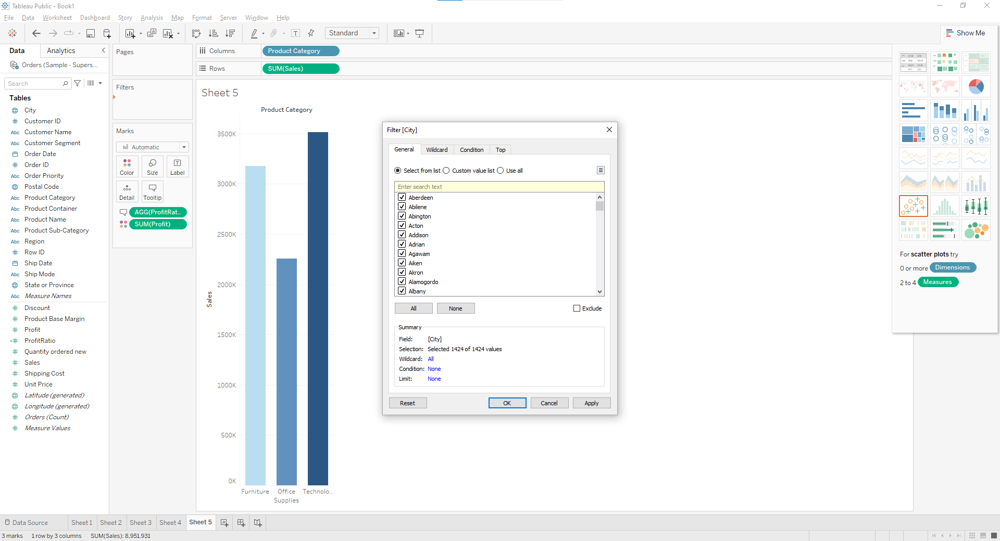 Tableau Public - Book1
File Data Worksheet Dashboard Story Analysis Map Format Server Window Help
Standard
Show Me
Data Analytics
Orders (Sample - Supers...
Search
Tables
City
Customer ID
Abc Customer Name
Abc Customer Segment
Order Date
Order ID
Abc Order Priority
Postal Code
Abc Product Category
Abc Product Container
Abc Product Name
Abc Product Sub-Category
Abc Region
Row ID
Ship Date
Abc Ship Mode
State or Province
Abc Measure Names
Discount
Product Base Margin
Profit
ProfitRatio
Quantity ordered new
Sales
Shipping Cost
Unit Price
Latitude (generated)
Longitude (generated)
Orders (Count)
Measure Values
Pages
Filters
Marks
Automatic
Color Size Label
Detail Tooltip
AGG(ProfitRat..
SUM(Profit)
Columns Product Category
Rows SUM(Sales)
Sheet 5
Product Category
3500K
3000K
2500K
2000K
1500K
1000K
500K
0K
Sales
Furniture Office Supplies Technolo..
Filter [City]
General Wildcard Condition Top
Select from list Custom value list Use all
Enter search text
Aberdeen
Abilene
Abington
Acton
Addison
Adrian
Agawam
Aiken
Akron
Alamogordo
Albany
All None Exclude
Summary
Field: [City]
Selection: Selected 1424 of 1424 values
Wildcard: All
Condition: None
Limit: None
Reset OK Cancel Apply
For scatter plots try
0 or more Dimensions
2 to 4 Measures
Data Source Sheet 1 Sheet 2 Sheet 3 Sheet 4 Sheet 5
3 marks 1 row by 3 columns SUM(Sales): 8,951,931